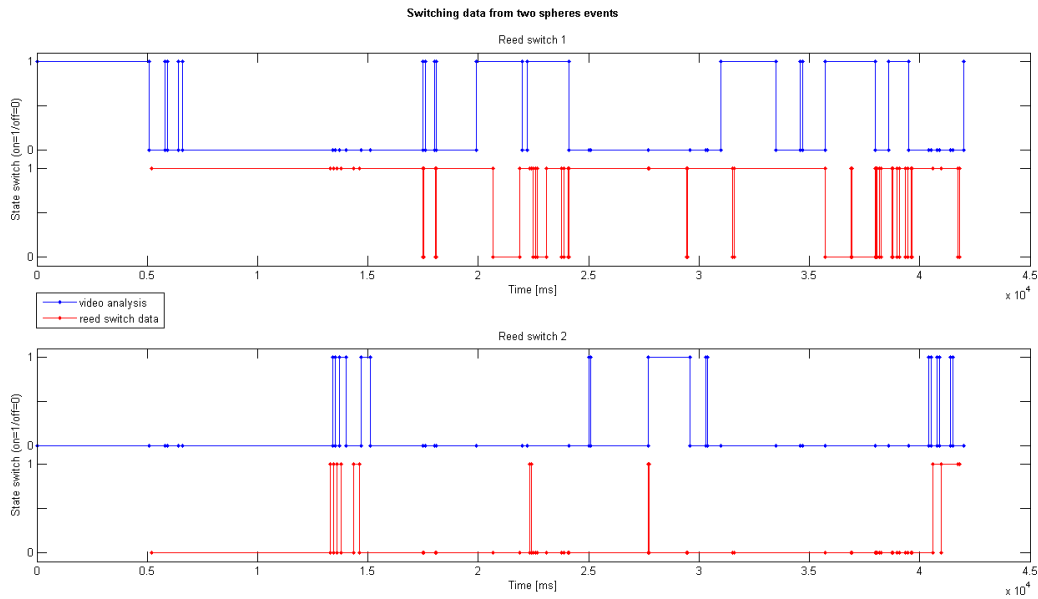 Switching data from two spheres events
Reed switch 1
State switch (on=1/off=0)
1
0
1
0
0 0.5 1 1.5 2 2.5 3 3.5 4 4.5
Time [ms]
x 10^4
video analysis
reed switch data
Reed switch 2
State switch (on=1/off=0)
1
0
1
0
0 0.5 1 1.5 2 2.5 3 3.5 4 4.5
Time [ms]
x 10^4